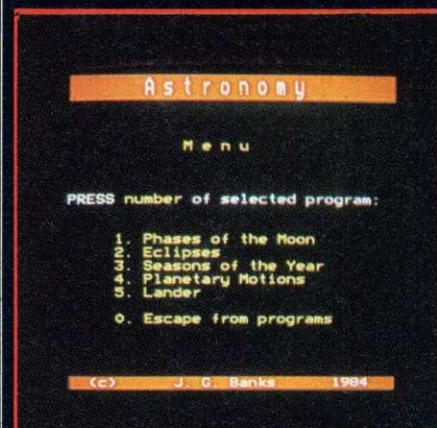 Astronomy
Menu
PRESS number of selected program:
1. Phases of the Moon
2. Eclipses
3. Seasons of the Year
4. Planetary Motions
5. Lander
0. Escape from programs
(c) J. G. Banks 1984